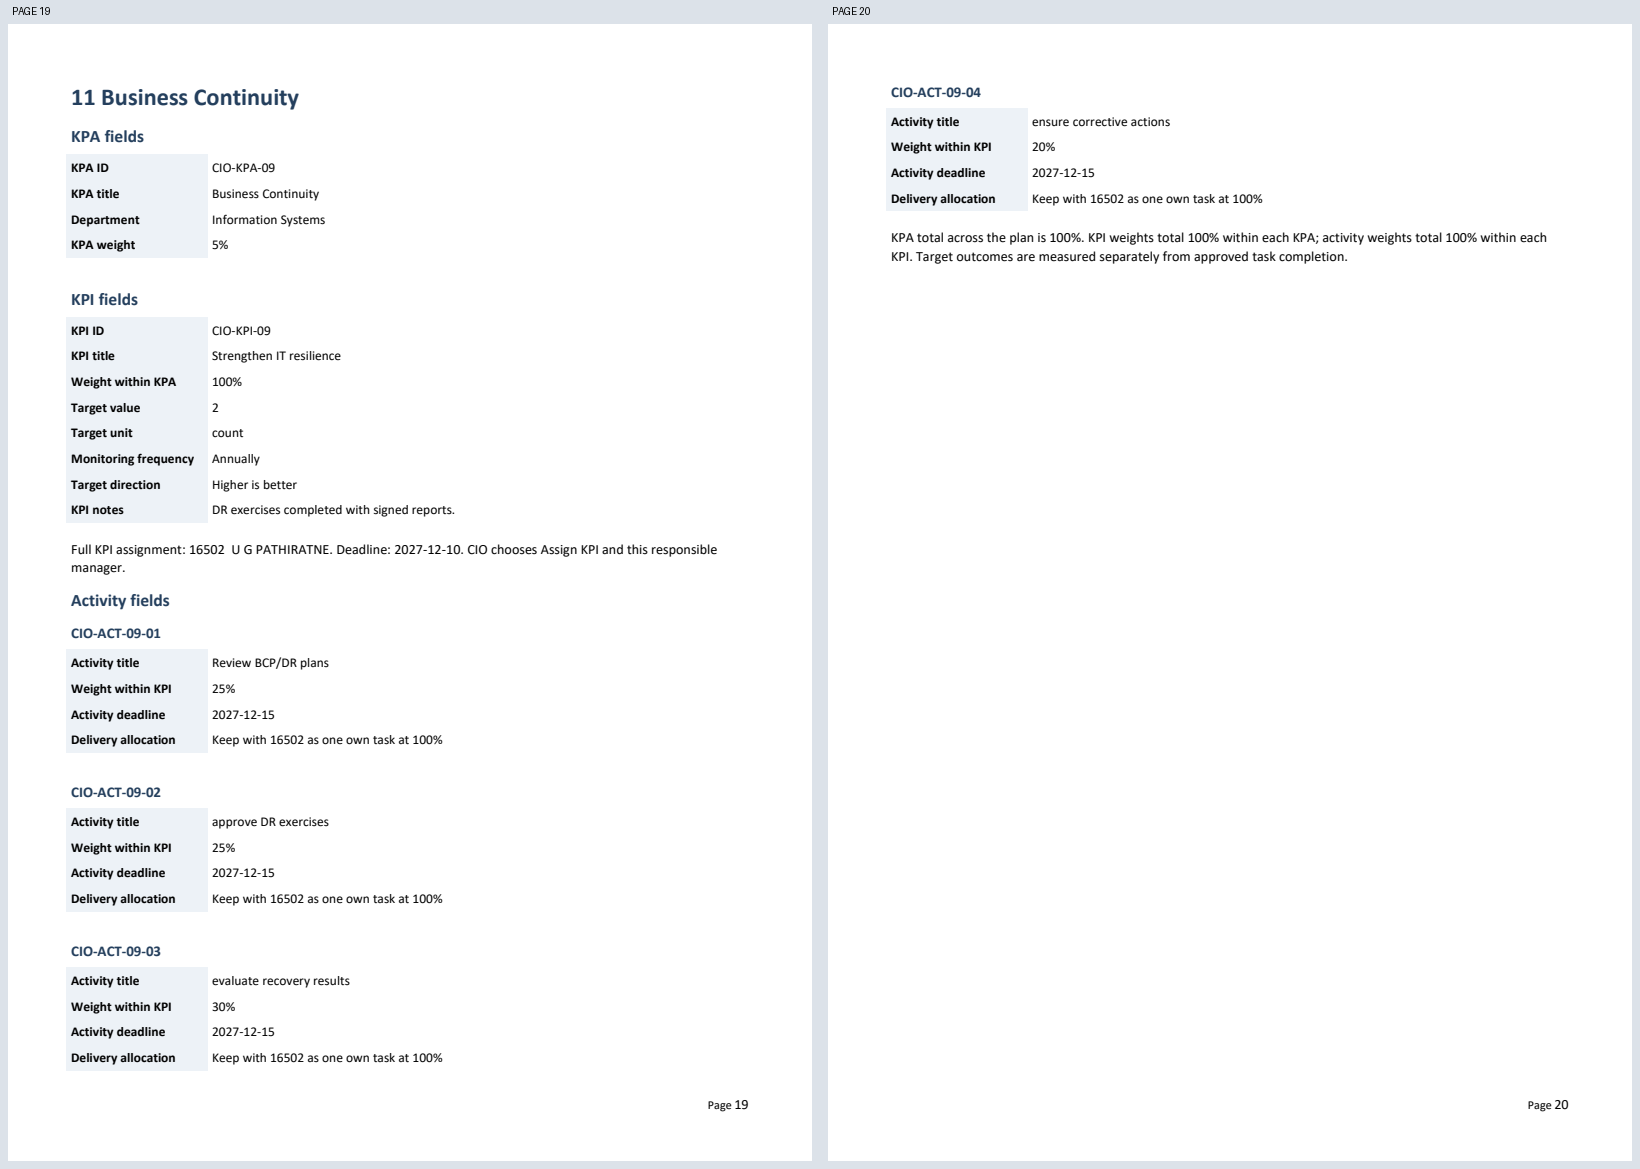 PAGE 19
11 Business Continuity
KPA fields
KPA ID CIO-KPA-09
KPA title Business Continuity
Department Information Systems
KPA weight 5%
KPI fields
KPI ID CIO-KPI-09
KPI title Strengthen IT resilience
Weight within KPA 100%
Target value 2
Target unit count
Monitoring frequency Annually
Target direction Higher is better
KPI notes DR exercises completed with signed reports.
Full KPI assignment: 16502  U G PATHIRATNE. Deadline: 2027-12-10. CIO chooses Assign KPI and this responsible
manager.
Activity fields
CIO-ACT-09-01
Activity title Review BCP/DR plans
Weight within KPI 25%
Activity deadline 2027-12-15
Delivery allocation Keep with 16502 as one own task at 100%
CIO-ACT-09-02
Activity title approve DR exercises
Weight within KPI 25%
Activity deadline 2027-12-15
Delivery allocation Keep with 16502 as one own task at 100%
CIO-ACT-09-03
Activity title evaluate recovery results
Weight within KPI 30%
Activity deadline 2027-12-15
Delivery allocation Keep with 16502 as one own task at 100%
Page 19
PAGE 20
CIO-ACT-09-04
Activity title ensure corrective actions
Weight within KPI 20%
Activity deadline 2027-12-15
Delivery allocation Keep with 16502 as one own task at 100%
KPA total across the plan is 100%. KPI weights total 100% within each KPA; activity weights total 100% within each
KPI. Target outcomes are measured separately from approved task completion.
Page 20